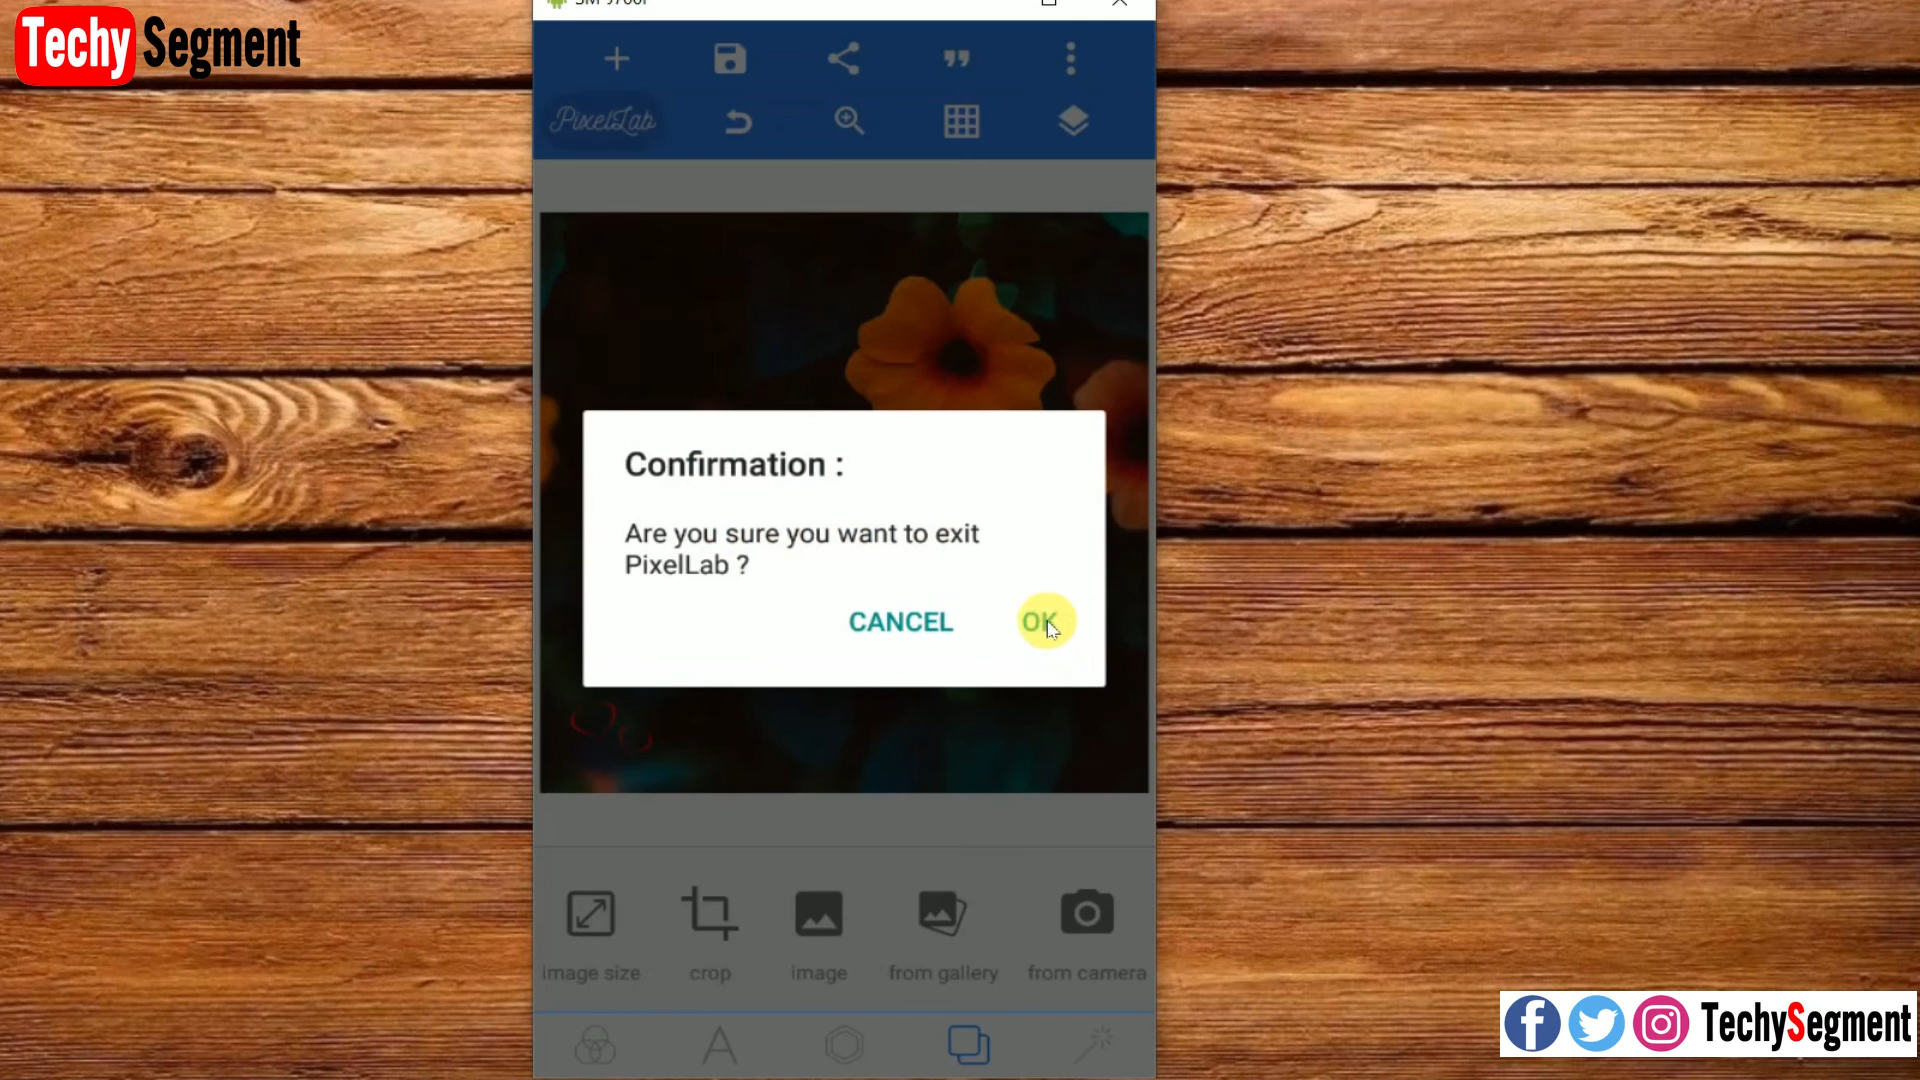 Techy Segment
PixelLab
Confirmation :
Are you sure you want to exit
PixelLab ?
CANCEL
OK
image size
crop
image
from gallery
from camera
A
TechySegment